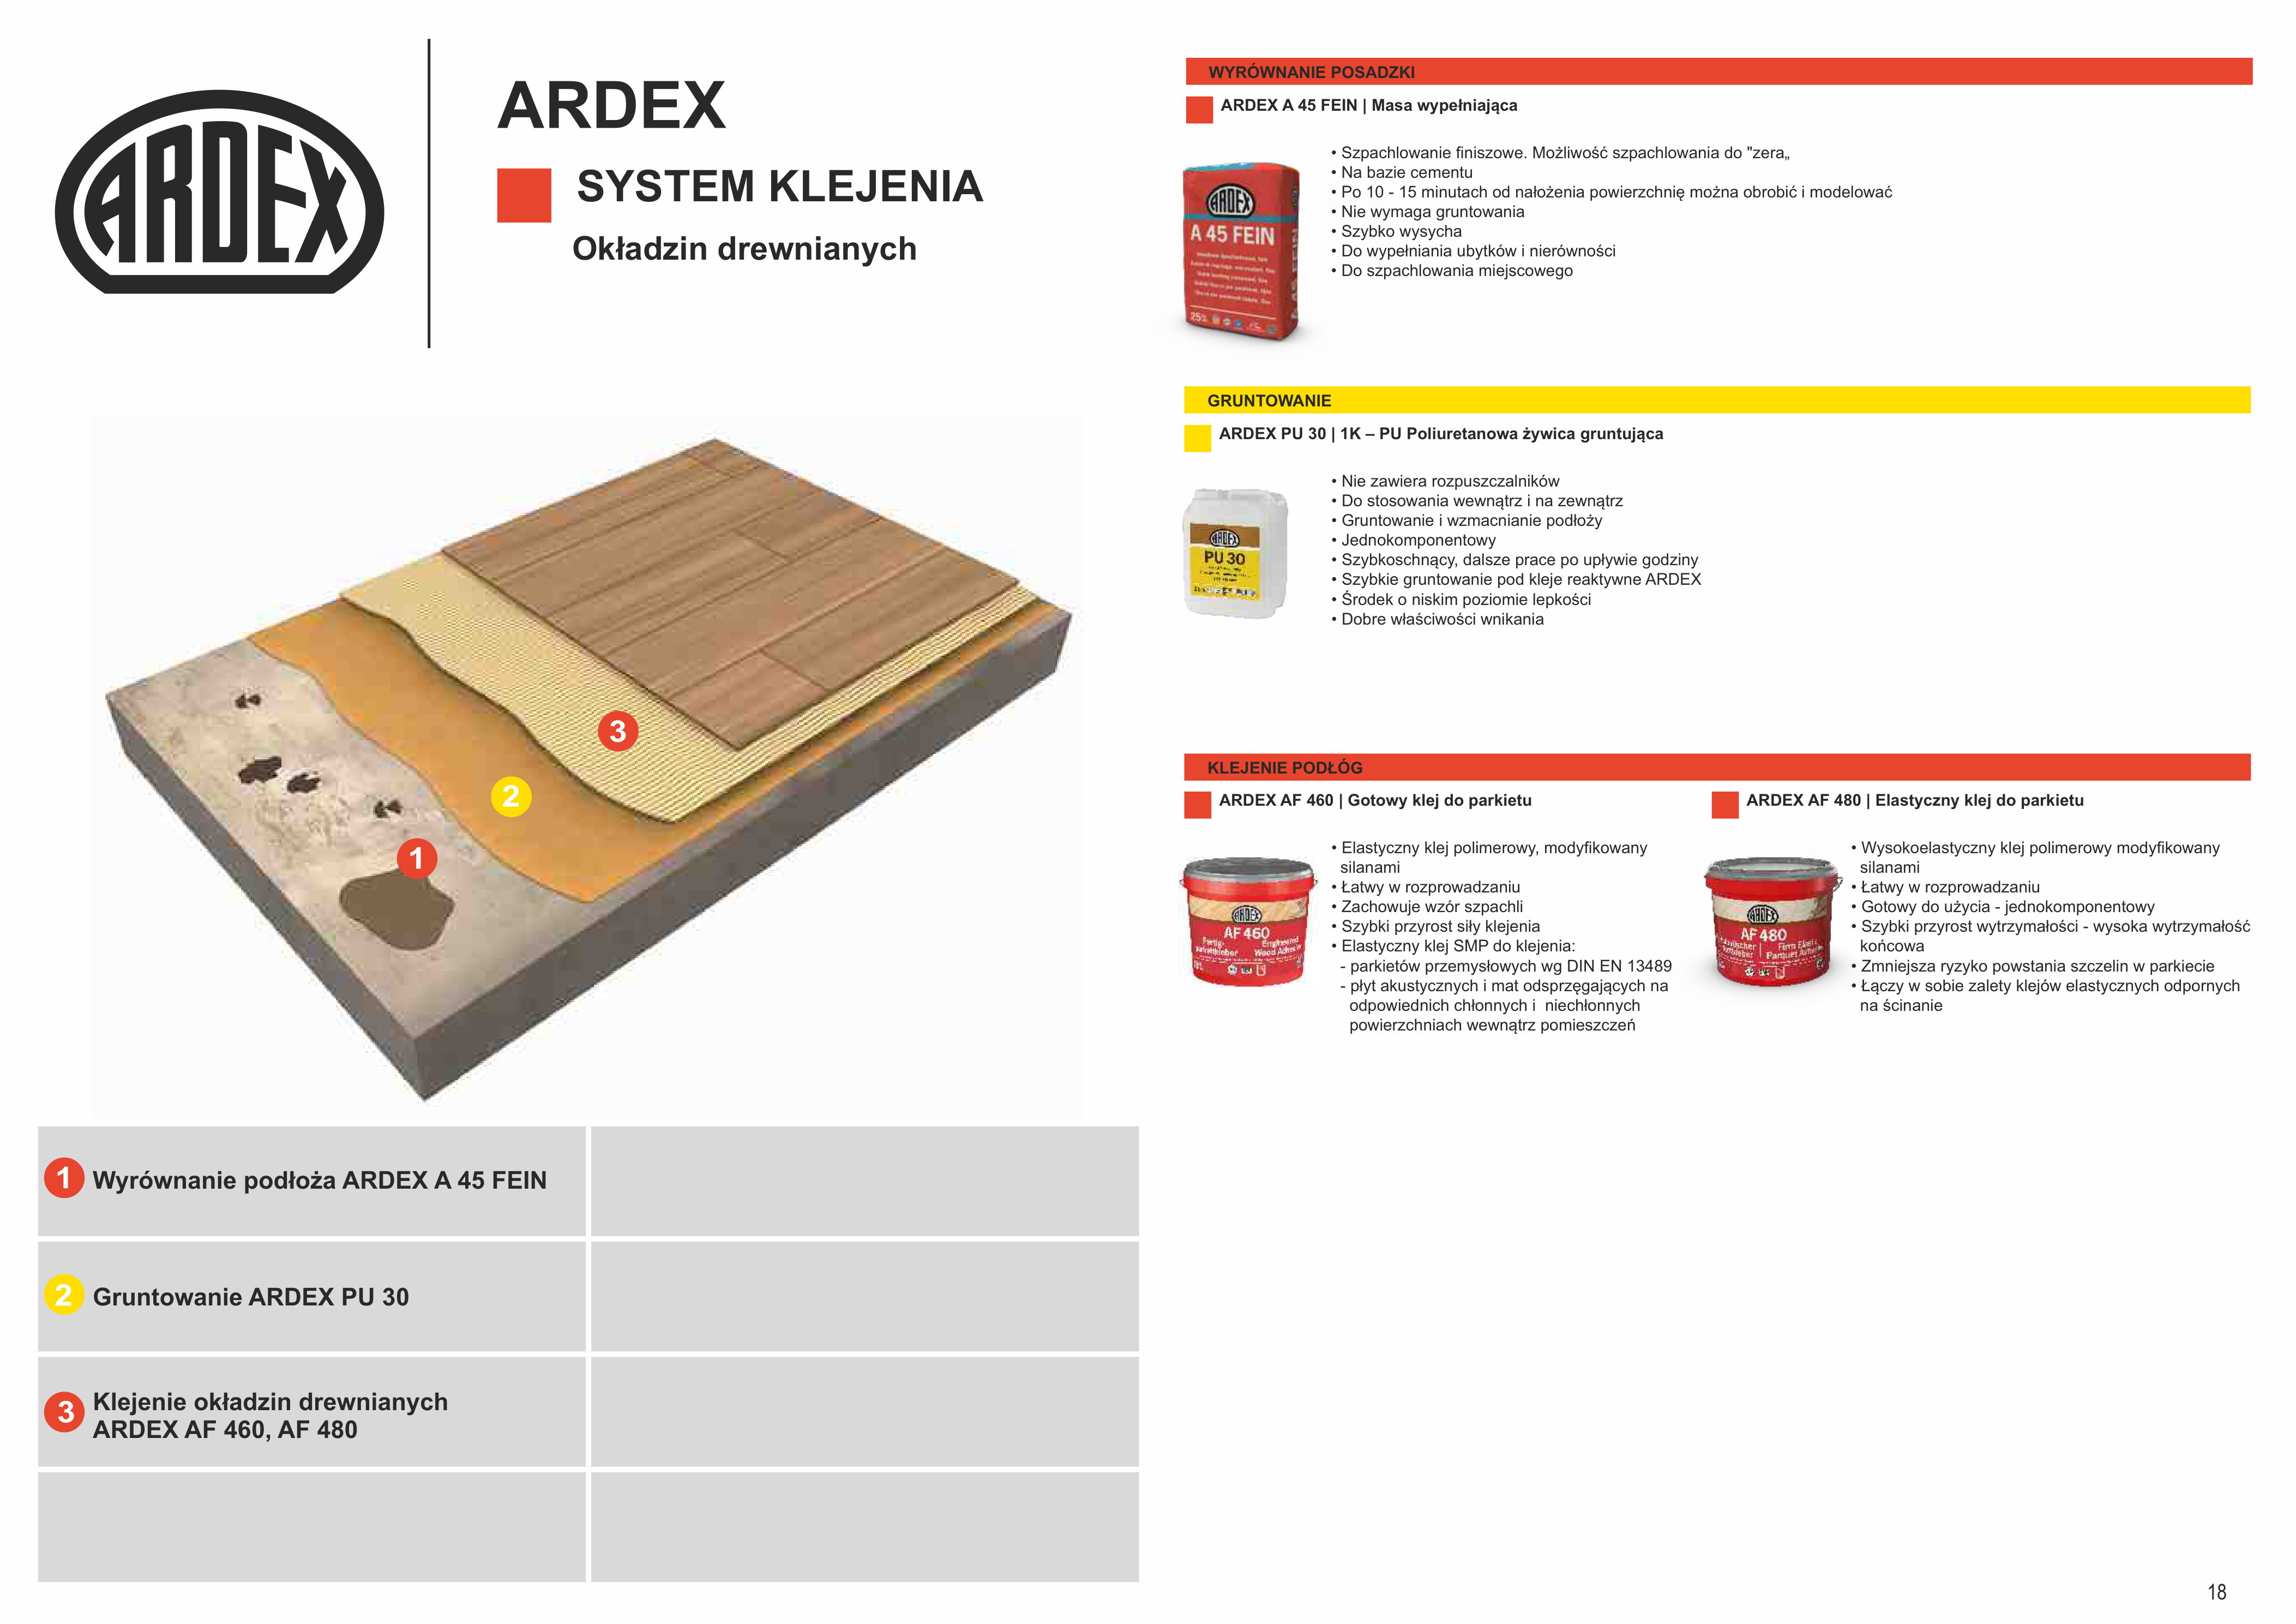 ARDEX
ARDEX
SYSTEM KLEJENIA
Okładzin drewnianych
3
2
1
1 Wyrównanie podłoża ARDEX A 45 FEIN
2 Gruntowanie ARDEX PU 30
3 Klejenie okładzin drewnianych
ARDEX AF 460, AF 480
WYRÓWNANIE POSADZKI
ARDEX A 45 FEIN | Masa wypełniająca
ARDEX
A 45 FEIN
A 45 FEIN
• Szpachlowanie finiszowe. Możliwość szpachlowania do "zera„
• Na bazie cementu
• Po 10 - 15 minutach od nałożenia powierzchnię można obrobić i modelować
• Nie wymaga gruntowania
• Szybko wysycha
• Do wypełniania ubytków i nierówności
• Do szpachlowania miejscowego
GRUNTOWANIE
ARDEX PU 30 | 1K – PU Poliuretanowa żywica gruntująca
ARDEX
PU 30
• Nie zawiera rozpuszczalników
• Do stosowania wewnątrz i na zewnątrz
• Gruntowanie i wzmacnianie podłoży
• Jednokomponentowy
• Szybkoschnący, dalsze prace po upływie godziny
• Szybkie gruntowanie pod kleje reaktywne ARDEX
• Środek o niskim poziomie lepkości
• Dobre właściwości wnikania
KLEJENIE PODŁÓG
ARDEX AF 460 | Gotowy klej do parkietu
ARDEX
AF 460
• Elastyczny klej polimerowy, modyfikowany
silanami
• Łatwy w rozprowadzaniu
• Zachowuje wzór szpachli
• Szybki przyrost siły klejenia
• Elastyczny klej SMP do klejenia:
- parkietów przemysłowych wg DIN EN 13489
- płyt akustycznych i mat odsprzęgających na
odpowiednich chłonnych i  niechłonnych
powierzchniach wewnątrz pomieszczeń
ARDEX AF 480 | Elastyczny klej do parkietu
ARDEX
AF 480
• Wysokoelastyczny klej polimerowy modyfikowany
silanami
• Łatwy w rozprowadzaniu
• Gotowy do użycia - jednokomponentowy
• Szybki przyrost wytrzymałości - wysoka wytrzymałość
końcowa
• Zmniejsza ryzyko powstania szczelin w parkiecie
• Łączy w sobie zalety klejów elastycznych odpornych
na ścinanie
18